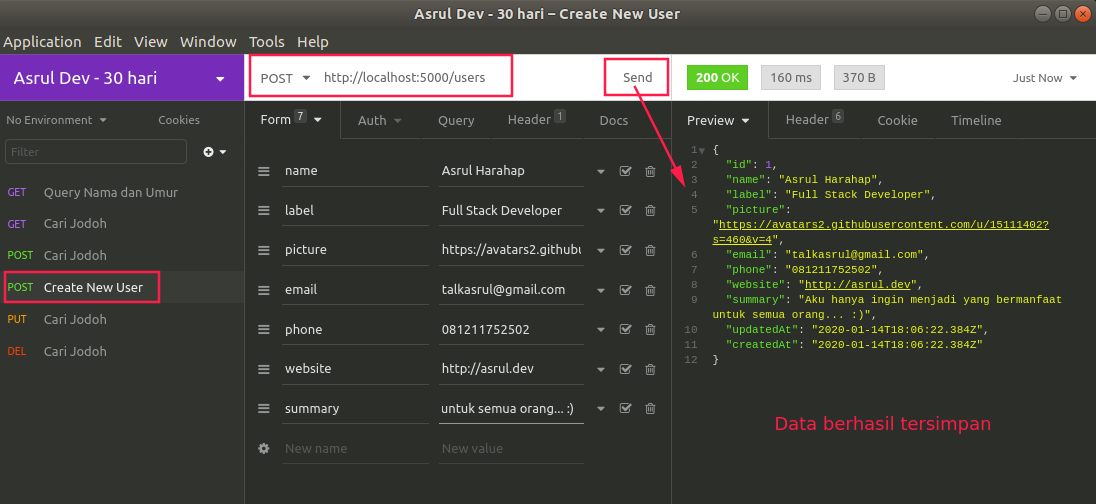 Asrul Dev - 30 hari – Create New User
Application Edit View Window Tools Help
Asrul Dev - 30 hari
POST http://localhost:5000/users Send
200 OK 160 ms 370 B Just Now
No Environment Cookies
Filter
GET Query Nama dan Umur
GET Cari Jodoh
POST Cari Jodoh
POST Create New User
PUT Cari Jodoh
DEL Cari Jodoh
Form 7 Auth Query Header 1 Docs
name Asrul Harahap
label Full Stack Developer
picture https://avatars2.githubu
email talkasrul@gmail.com
phone 081211752502
website http://asrul.dev
summary untuk semua orang... :)
New name New value
Preview Header 6 Cookie Timeline
1 {
2 "id": 1,
3 "name": "Asrul Harahap",
4 "label": "Full Stack Developer",
5 "picture":
"https://avatars2.githubusercontent.com/u/15111402?
s=460&v=4",
6 "email": "talkasrul@gmail.com",
7 "phone": "081211752502",
8 "website": "http://asrul.dev",
9 "summary": "Aku hanya ingin menjadi yang bermanfaat
untuk semua orang... :)",
10 "updatedAt": "2020-01-14T18:06:22.384Z",
11 "createdAt": "2020-01-14T18:06:22.384Z"
12 }
Data berhasil tersimpan